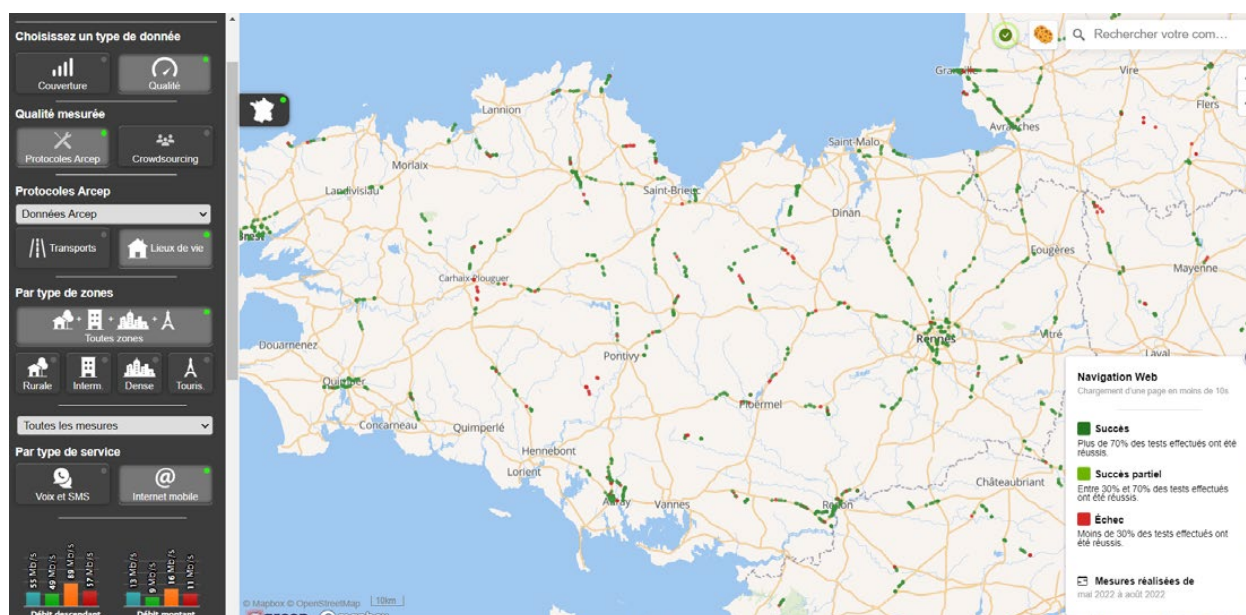 Choisissez un type de donnée
Couverture
Qualité
Qualité mesurée
Protocoles Arcep
Crowdsourcing
Protocoles Arcep
Données Arcep
Transports
Lieux de vie
Par type de zones
Toutes zones
Rurale
Interm.
Dense
Touris.
Toutes les mesures
Par type de service
Voix et SMS
Internet mobile
55 Mb/s
49 Mb/s
89 Mb/s
57 Mb/s
Débit descendant
13 Mb/s
9 Mb/s
16 Mb/s
11 Mb/s
Débit montant
Rechercher votre com...
Granville
Vire
Flers
Avranches
Lannion
Saint-Malo
Morlaix
Landivisiau
Saint-Brieuc
Dinan
Brest
Fougères
Carhaix-Plouguer
Mayenne
Douarnenez
Rennes
Vitré
Laval
Pontivy
Quimper
Ploërmel
Concarneau
Quimperlé
Hennebont
Lorient
Châteaubriant
Auray
Vannes
Redon
Navigation Web
Chargement d'une page en moins de 10s
Succès
Plus de 70% des tests effectués ont été
réussis.
Succès partiel
Entre 30% et 70% des tests effectués
ont été réussis.
Échec
Moins de 30% des tests effectués ont
été réussis.
Mesures réalisées de
mai 2022 à août 2022
© Mapbox © OpenStreetMap
10km